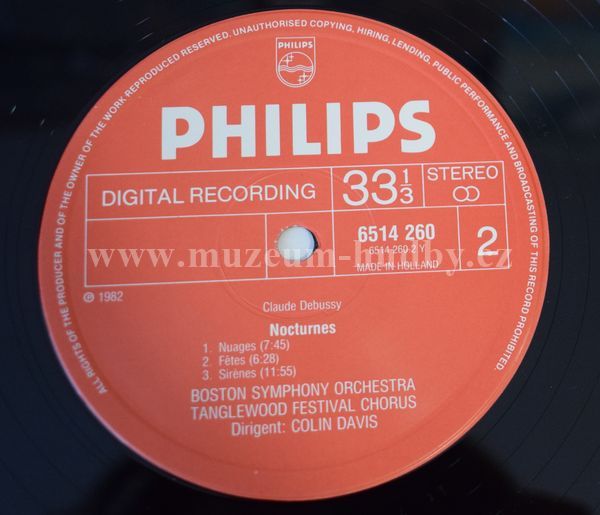 ALL RIGHTS OF THE PRODUCER AND OF THE OWNER OF THE WORK REPRODUCED RESERVED. UNAUTHORISED COPYING, HIRING, LENDING, PUBLIC PERFORMANCE AND BROADCASTING OF THIS RECORD PROHIBITED.
PHILIPS
PHILIPS
DIGITAL RECORDING
33 1/3
STEREO
6514 260
6514 260-2 Y
MADE IN HOLLAND
2
www.muzeum-hudby.cz
℗ 1982
Claude Debussy
Nocturnes
1. Nuages (7:45)
2. Fêtes (6:28)
3. Sirènes (11:55)
BOSTON SYMPHONY ORCHESTRA
TANGLEWOOD FESTIVAL CHORUS
Dirigent: COLIN DAVIS